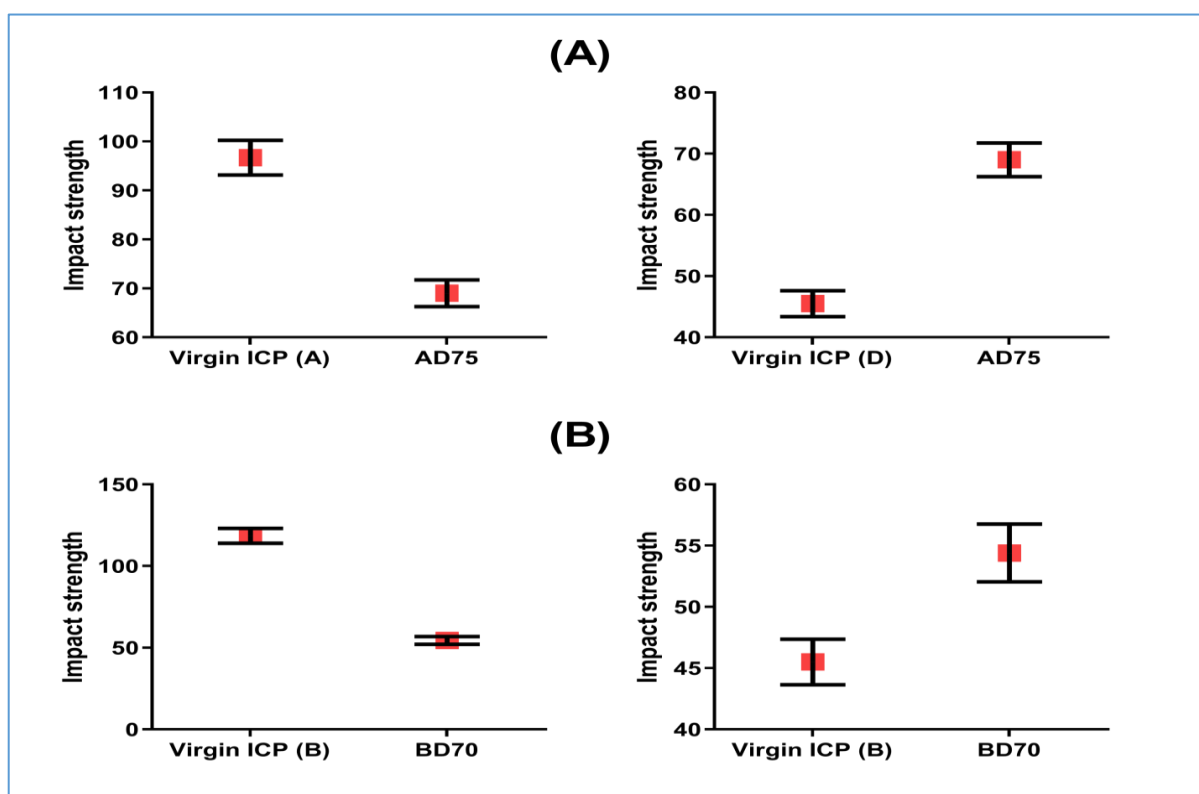 (A)
Impact strength
110
100
90
80
70
60
Virgin ICP (A) AD75
Impact strength
80
70
60
50
40
Virgin ICP (D) AD75
(B)
Impact strength
150
100
50
0
Virgin ICP (B) BD70
Impact strength
60
55
50
45
40
Virgin ICP (B) BD70